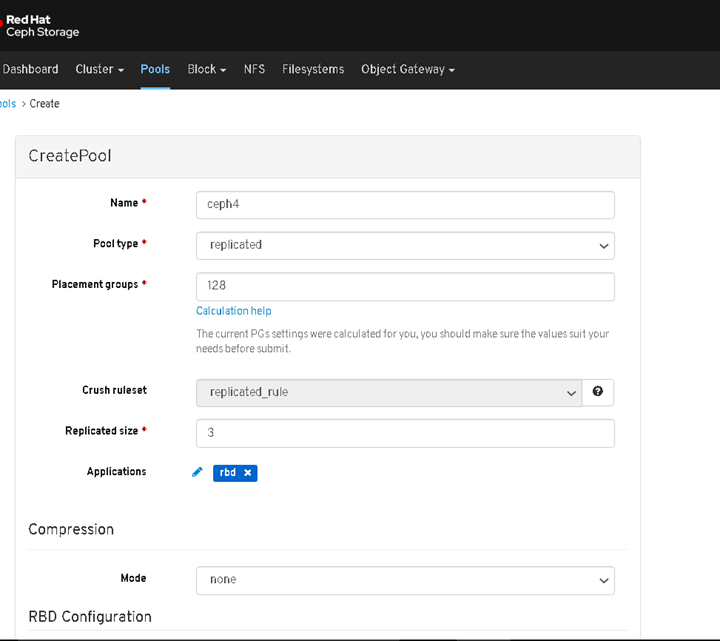 Red Hat
Ceph Storage
Dashboard Cluster Pools Block NFS Filesystems Object Gateway
ools > Create
CreatePool
Name *
ceph4
Pool type *
replicated
Placement groups *
128
Calculation help
The current PGs settings were calculated for you, you should make sure the values suit your
needs before submit.
Crush ruleset
replicated_rule
Replicated size *
3
Applications
rbd ×
Compression
Mode
none
RBD Configuration